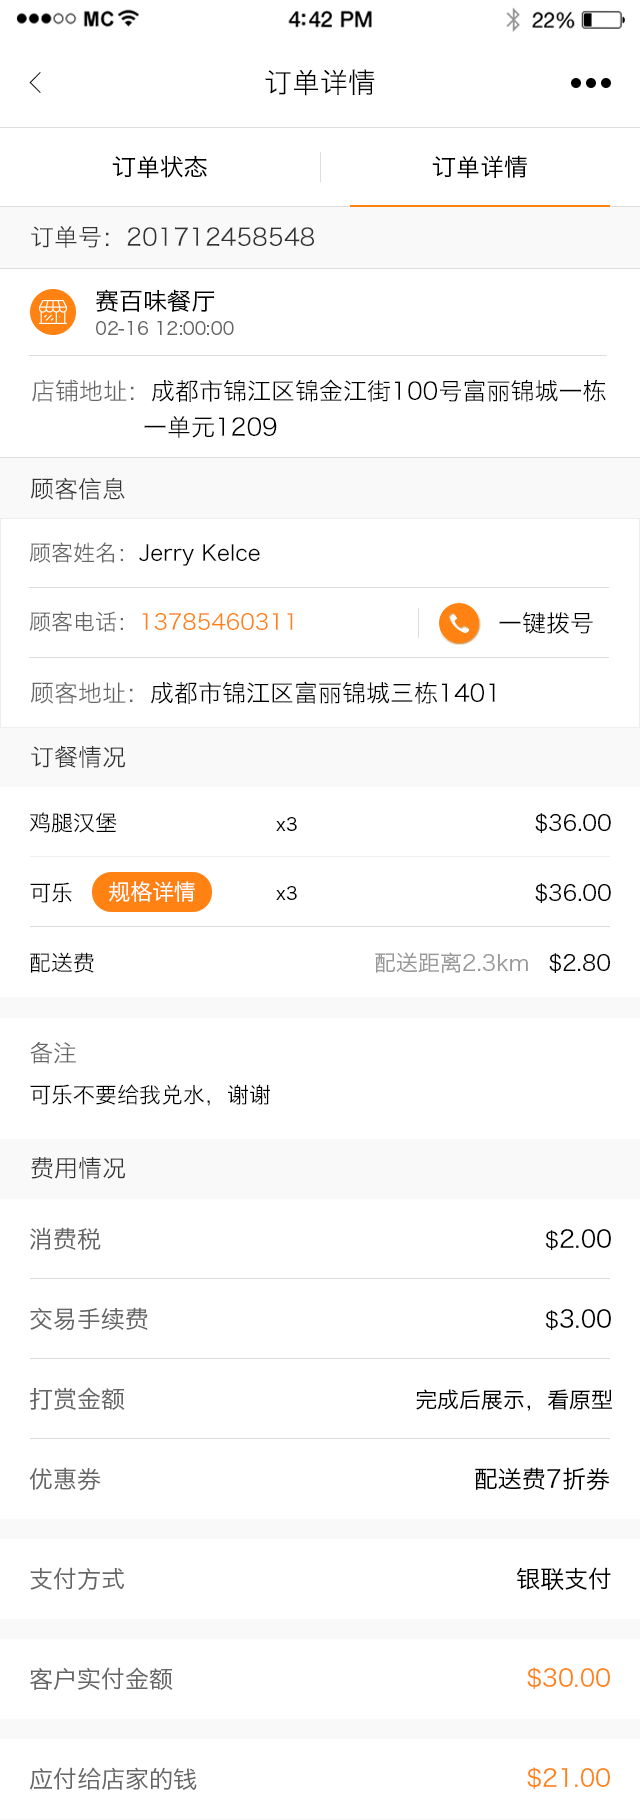 MC 4:42 PM 22%
订单详情
订单状态 订单详情
订单号：201712458548
赛百味餐厅
02-16 12:00:00
店铺地址：成都市锦江区锦金江街100号富丽锦城一栋
一单元1209
顾客信息
顾客姓名：Jerry Kelce
顾客电话：13785460311 一键拨号
顾客地址：成都市锦江区富丽锦城三栋1401
订餐情况
鸡腿汉堡 x3 $36.00
可乐 规格详情 x3 $36.00
配送费 配送距离2.3km $2.80
备注
可乐不要给我兑水，谢谢
费用情况
消费税 $2.00
交易手续费 $3.00
打赏金额 完成后展示，看原型
优惠券 配送费7折券
支付方式 银联支付
客户实付金额 $30.00
应付给店家的钱 $21.00